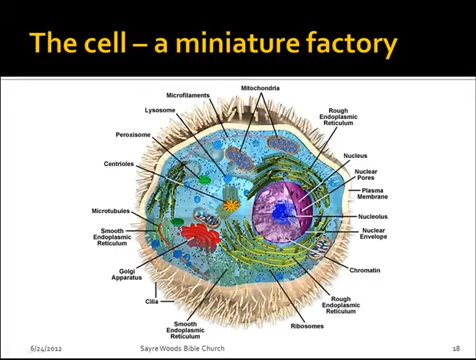 The cell – a miniature factory
Mitochondria
Microfilaments
Lysosome
Rough
Endoplasmic
Reticulum
Peroxisome
Nucleus
Centrioles
Nuclear
Pores
Plasma
Membrane
Microtubules
Nucleolus
Smooth
Endoplasmic
Reticulum
Nuclear
Envelope
Golgi
Apparatus
Chromatin
Cilia
Rough
Endoplasmic
Reticulum
Smooth
Endoplasmic
Reticulum
Ribosomes
6/24/2012
Sayre Woods Bible Church
18